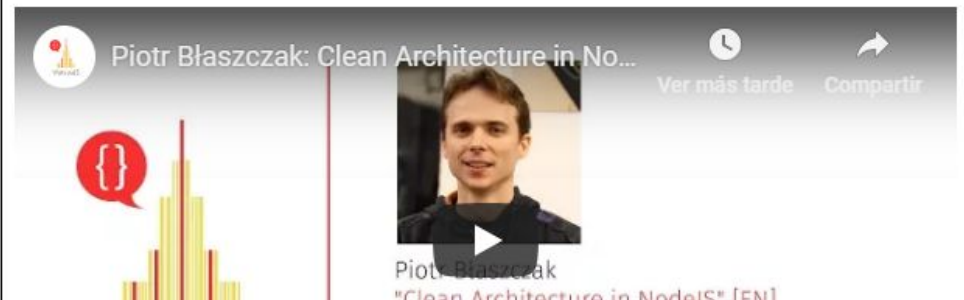 Piotr Błaszczak: Clean Architecture in No...
Ver más tarde
Compartir
{}
Piotr Błaszczak
"Clean Architecture in NodeJS" [EN]